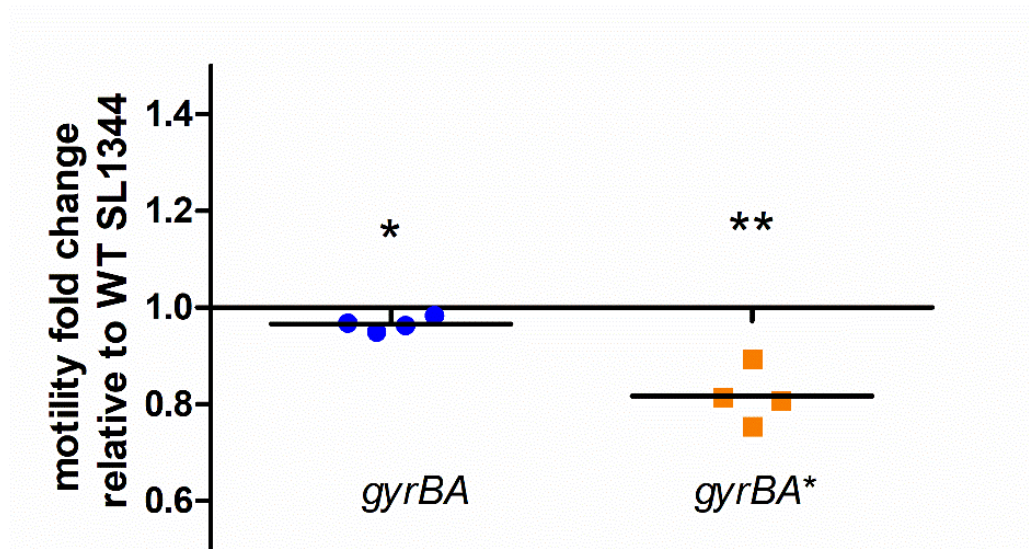 motility fold change
relative to WT SL1344
1.4
1.2
1.0
0.8
0.6
*
**
gyrBA
gyrBA*